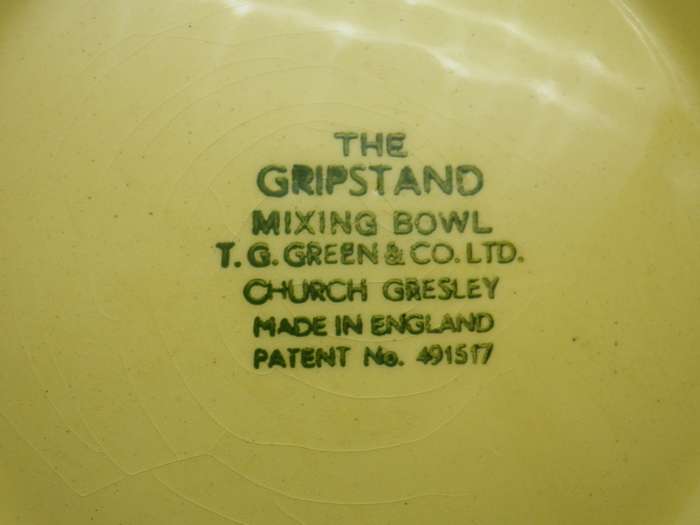 THE
GRIPSTAND
MIXING BOWL
T. G. GREEN & CO. LTD.
CHURCH GRESLEY
MADE IN ENGLAND
PATENT No. 491517